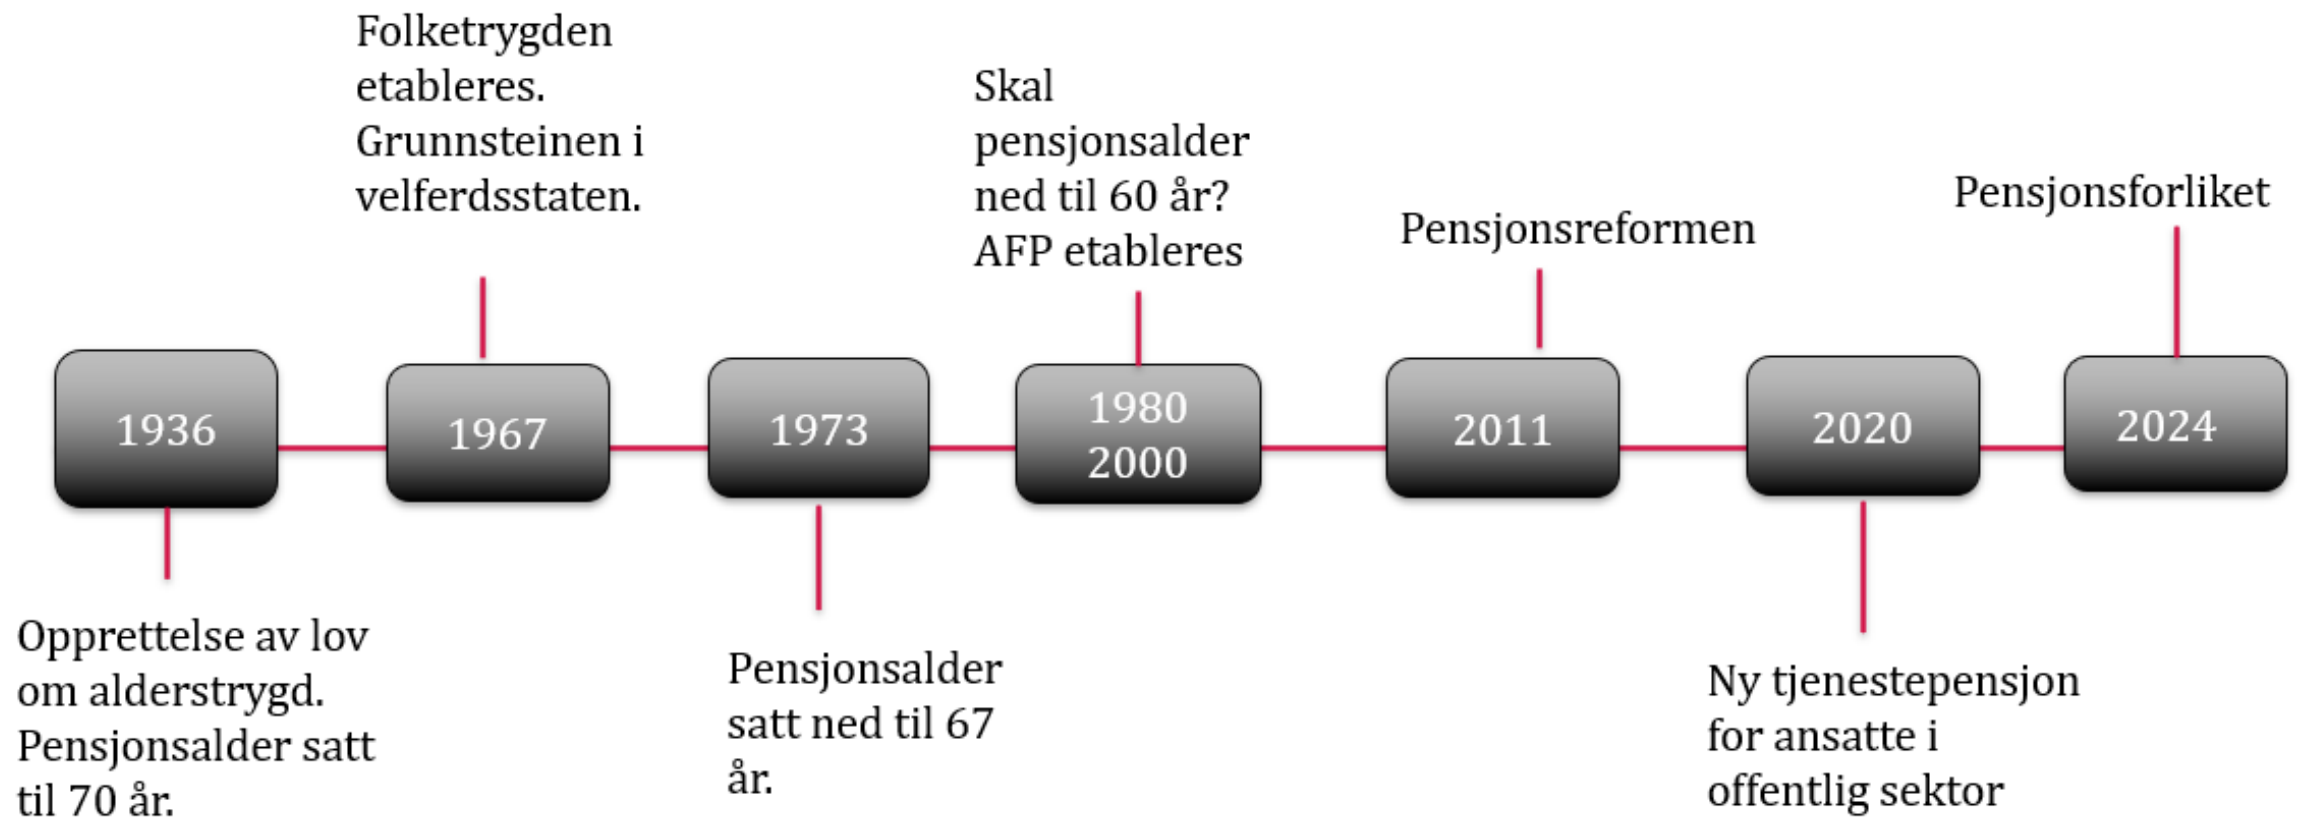 Folketrygden
etableres.
Grunnsteinen i
velferdsstaten.
Skal
pensjonsalder
ned til 60 år?
AFP etableres
Pensjonsreformen
Pensjonsforliket
1936
1967
1973
1980
2000
2011
2020
2024
Opprettelse av lov
om alderstrygd.
Pensjonsalder satt
til 70 år.
Pensjonsalder
satt ned til 67
år.
Ny tjenestepensjon
for ansatte i
offentlig sektor